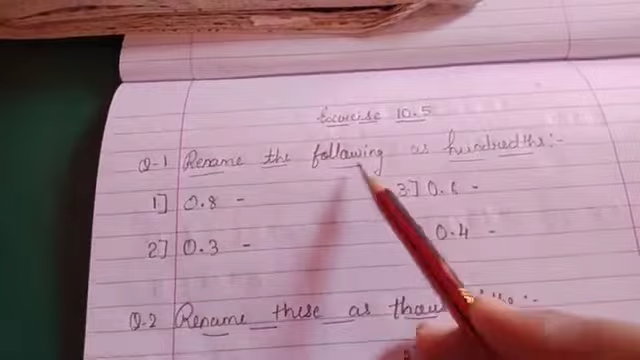 Exercise 10.5
Q-1 Rename the following as hundredths:-
1] 0.8 -
3] 0.6 -
2] 0.3 -
0.4 -
Q-2 Rename these as